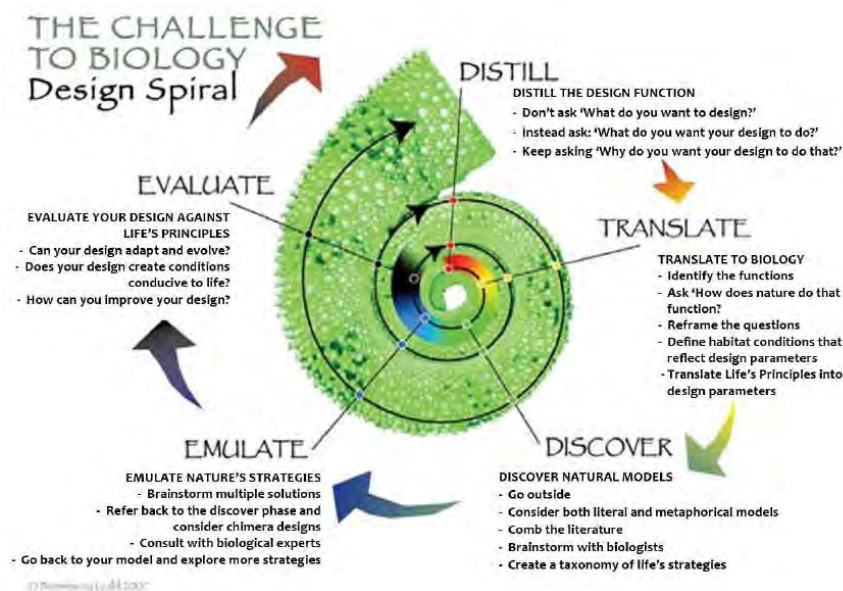 THE CHALLENGE
TO BIOLOGY
Design Spiral
DISTILL
DISTILL THE DESIGN FUNCTION
- Don't ask 'What do you want to design?'
- Instead ask: 'What do you want your design to do?'
- Keep asking 'Why do you want your design to do that?'
TRANSLATE
TRANSLATE TO BIOLOGY
- Identify the functions
- Ask 'How does nature do that
function?
- Reframe the questions
- Define habitat conditions that
reflect design parameters
- Translate Life's Principles into
design parameters
DISCOVER
DISCOVER NATURAL MODELS
- Go outside
- Consider both literal and metaphorical models
- Comb the literature
- Brainstorm with biologists
- Create a taxonomy of life's strategies
EMULATE
EMULATE NATURE'S STRATEGIES
- Brainstorm multiple solutions
- Refer back to the discover phase and
consider chimera designs
- Consult with biological experts
- Go back to your model and explore more strategies
EVALUATE
EVALUATE YOUR DESIGN AGAINST
LIFE'S PRINCIPLES
- Can your design adapt and evolve?
- Does your design create conditions
conducive to life?
- How can you improve your design?